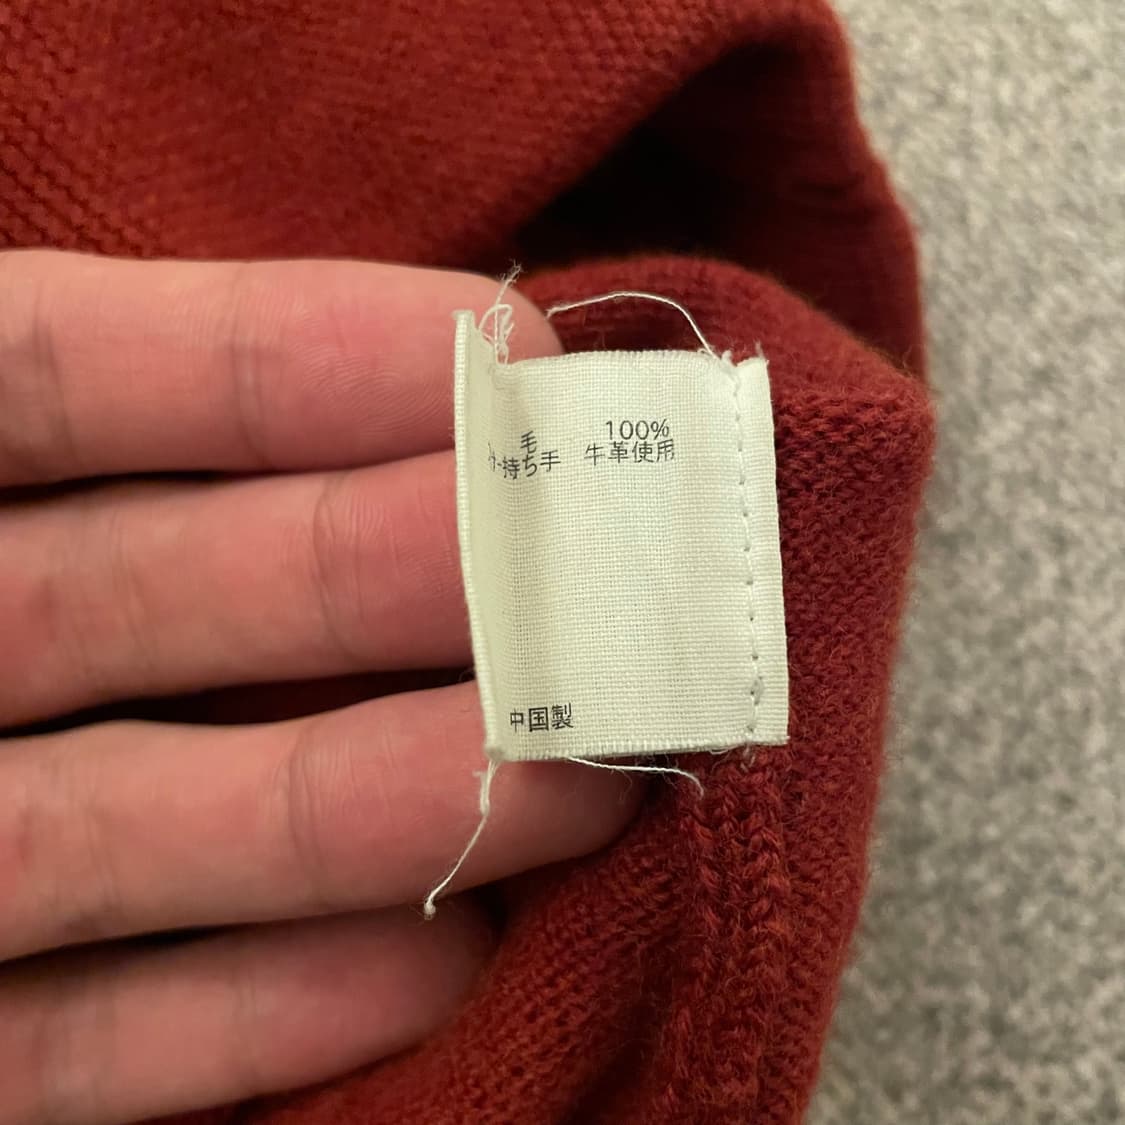 毛 100%
持ち手 牛革使用
中国製